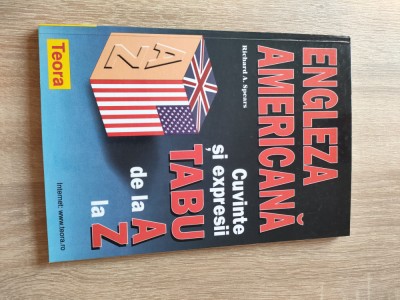 ENGLEZA
AMERICANĂ
Richard A. Spears
A
Z
Cuvinte
și expresii
TABU
de la A
la Z
Teora
Internet: www.teora.ro